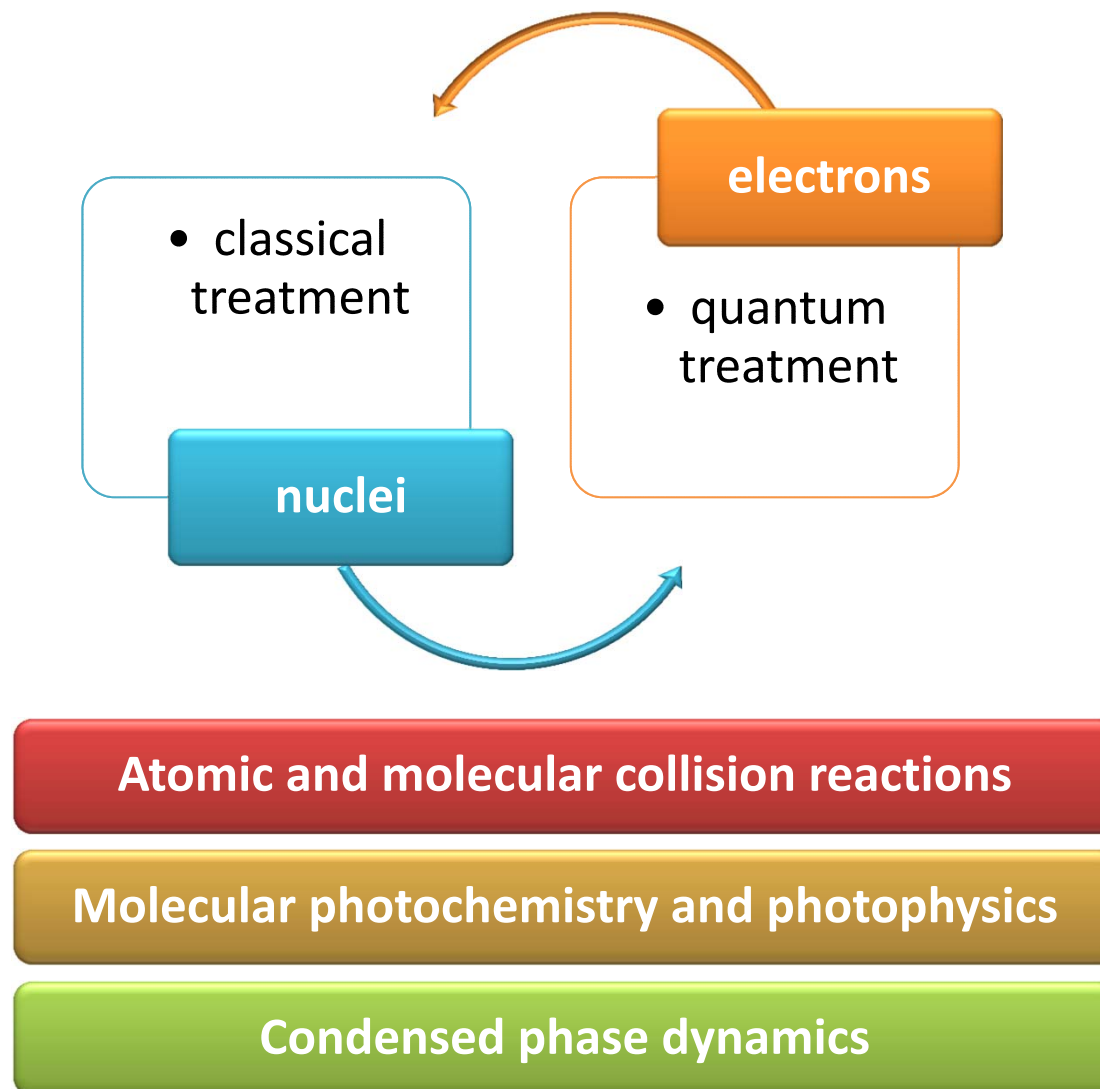 electrons
• classical
treatment
• quantum
treatment
nuclei
Atomic and molecular collision reactions
Molecular photochemistry and photophysics
Condensed phase dynamics